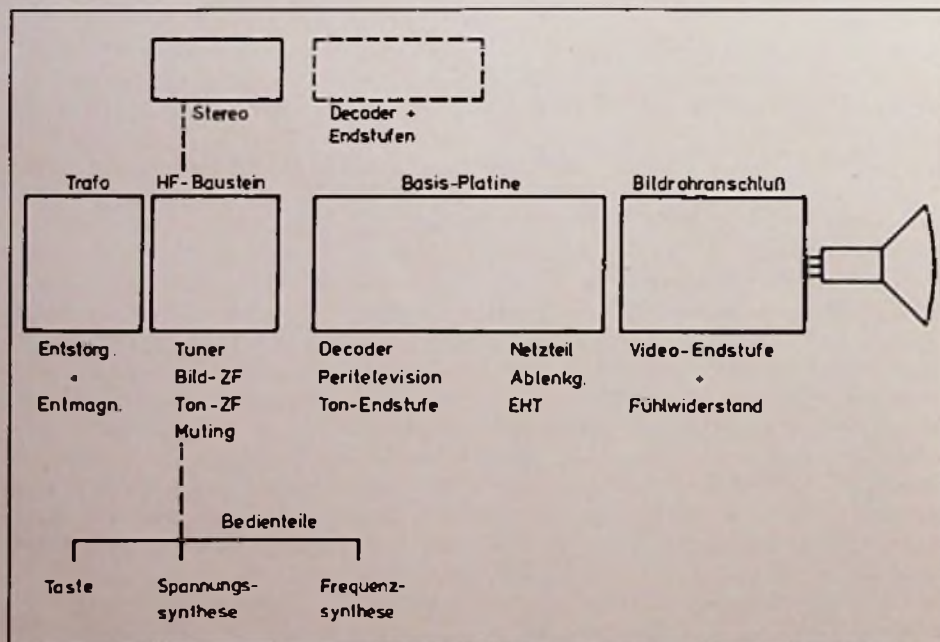 Stereo
Decoder +
Endstufen
Trafo
HF-Baustein
Basis-Platine
Bildrohranschluß
Entstörg.
+
Entmagn.
Tuner
Bild-ZF
Ton-ZF
Muting
Decoder
Peritelevision
Ton-Endstufe
Netzteil
Ablenkg.
EHT
Video-Endstufe
+
Fühlwiderstand
Bedienteile
Taste
Spannungs-
synthese
Frequenz-
synthese